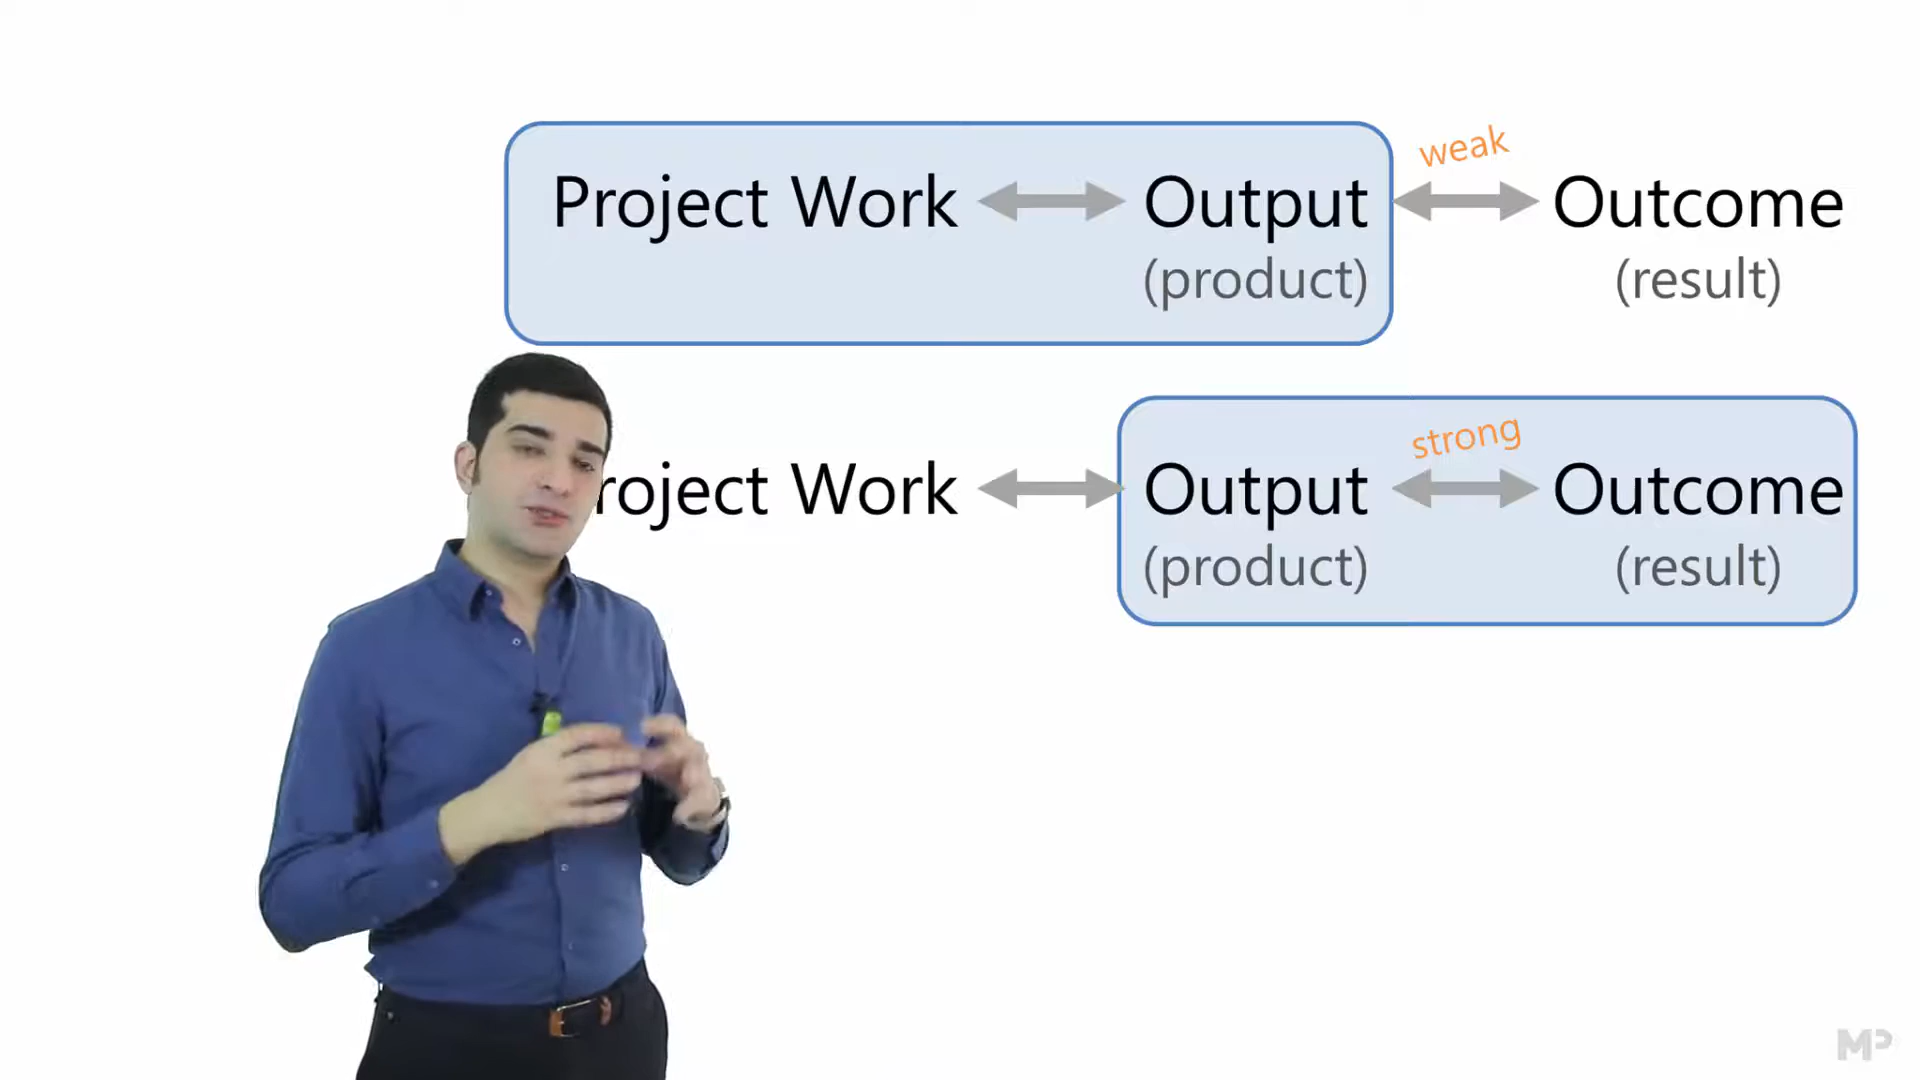 weak
Project Work Output Outcome
(product) (result)
strong
roject Work Output Outcome
(product) (result)
MP